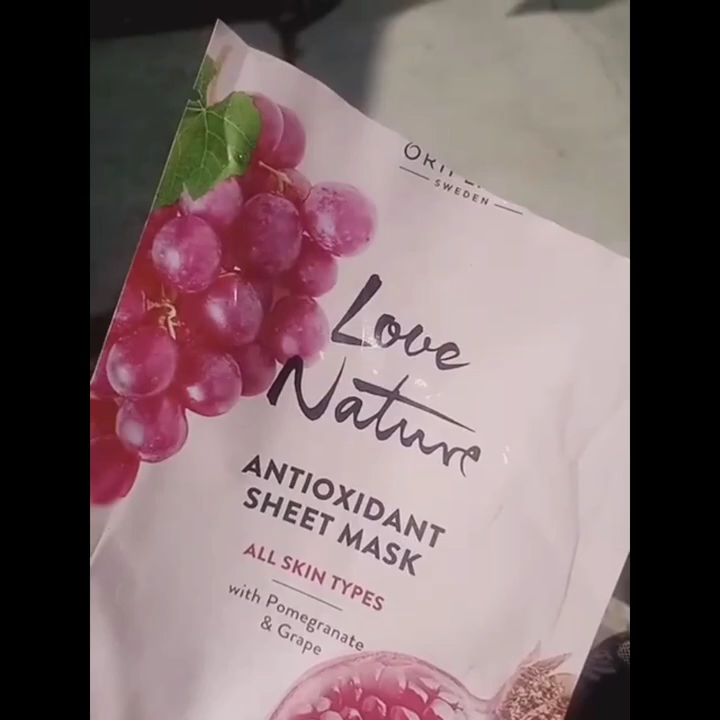 SWEDEN
Love
Nature
ANTIOXIDANT
SHEET MASK
ALL SKIN TYPES
with Pomegranate
& Grape